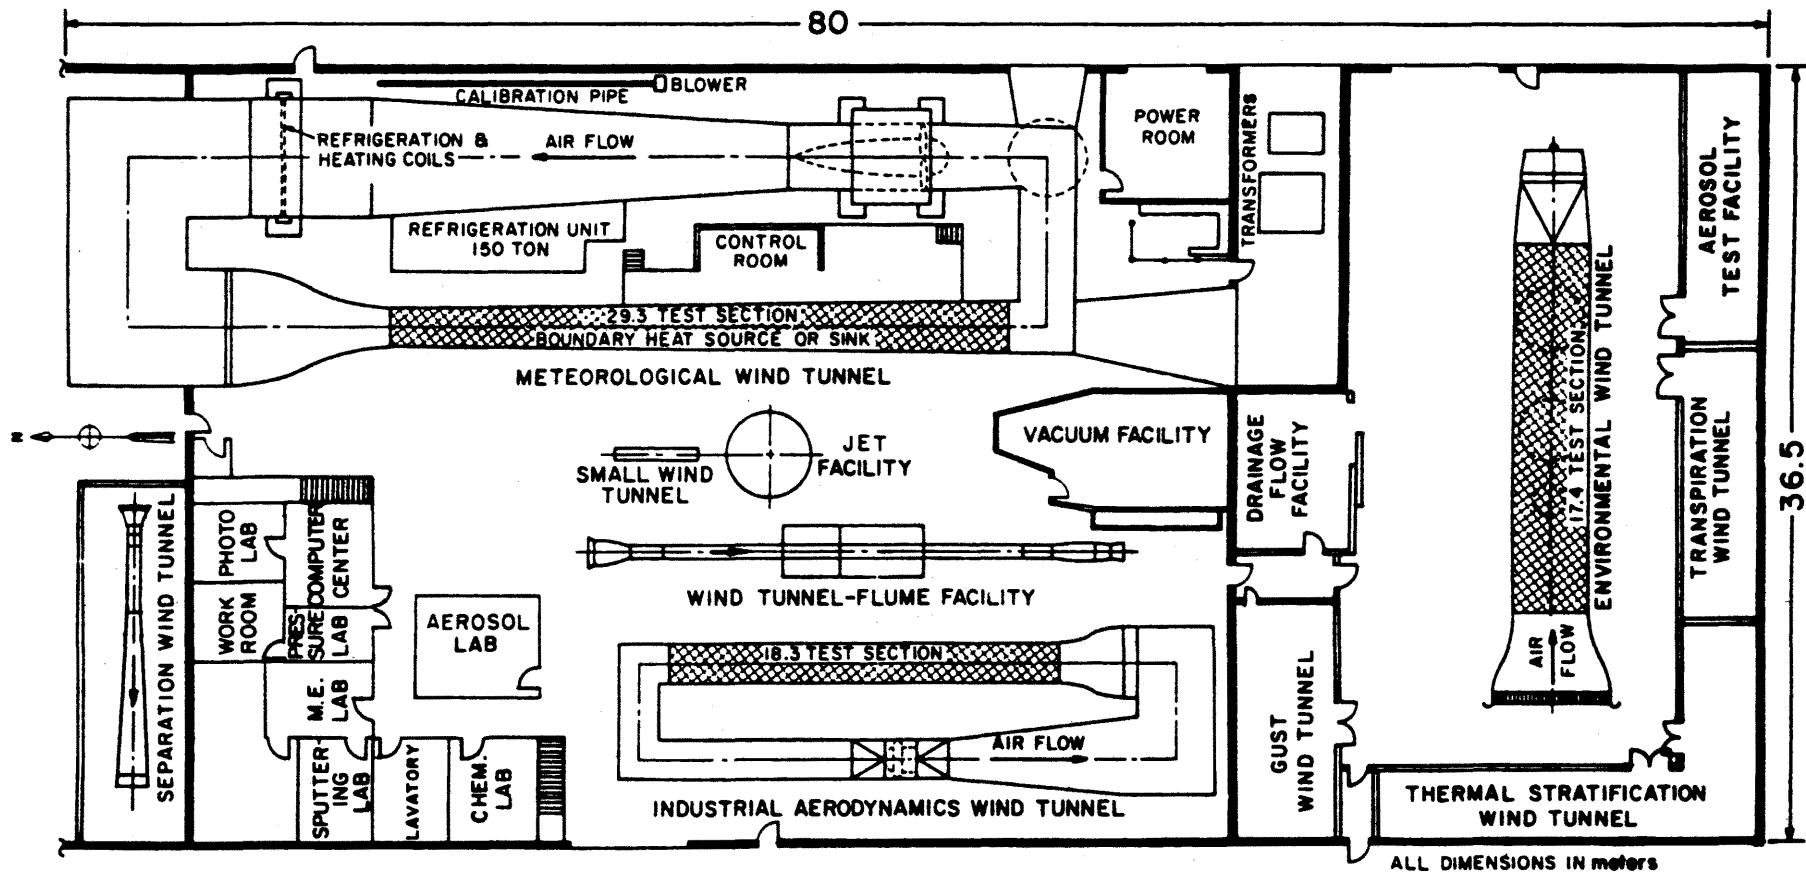 80
BLOWER
CALIBRATION PIPE
REFRIGERATION &
HEATING COILS
AIR FLOW
POWER
ROOM
TRANSFORMERS
AEROSOL
TEST FACILITY
REFRIGERATION UNIT
150 TON
CONTROL
ROOM
29.3 TEST SECTION
BOUNDARY HEAT SOURCE OR SINK
METEOROLOGICAL WIND TUNNEL
17.4 TEST SECTION
ENVIRONMENTAL WIND TUNNEL
AIR
FLOW
N
JET
FACILITY
SMALL WIND
TUNNEL
VACUUM FACILITY
DRAINAGE
FLOW
FACILITY
TRANSPIRATION
WIND TUNNEL
36.5
SEPARATION WIND TUNNEL
PHOTO
LAB
COMPUTER
CENTER
WORK
ROOM
PRES-
SURE
LAB
AEROSOL
LAB
WIND TUNNEL-FLUME FACILITY
18.3 TEST SECTION
M.E.
LAB
AIR FLOW
GUST
WIND TUNNEL
SPUTTER-
ING
LAB
LAVATORY
CHEM.
LAB
INDUSTRIAL AERODYNAMICS WIND TUNNEL
THERMAL STRATIFICATION
WIND TUNNEL
ALL DIMENSIONS IN meters